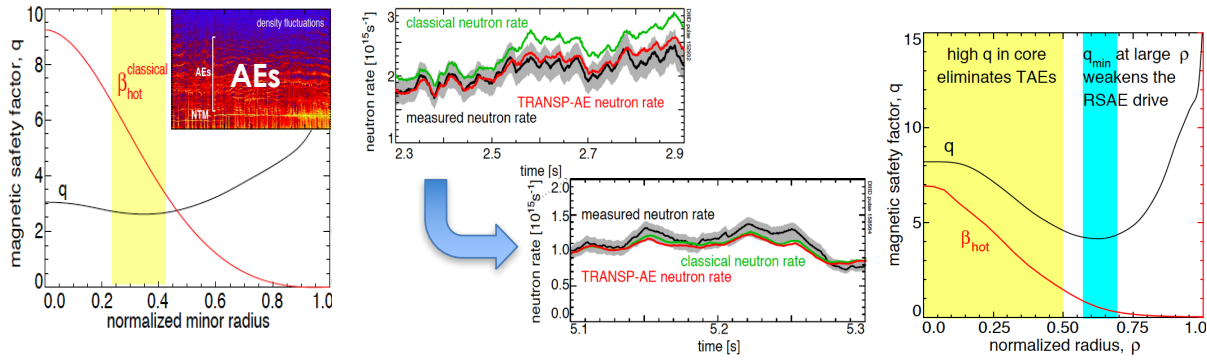 magnetic safety factor, q
10
9
8
6
4
2
0
β_hot^classical
density fluctuations
AEs
AEs
NTM
q
0.0 0.2 0.4 0.6 0.8 1.0
normalized minor radius
neutron rate [10^15 s^-1]
3
2
1
classical neutron rate
TRANSP-AE neutron rate
measured neutron rate
2.3 2.5 2.7 2.9
time [s]
neutron rate [10^15 s^-1]
2.0
1.5
1.0
0.5
0.0
measured neutron rate
classical neutron rate
TRANSP-AE neutron rate
5.1 5.2 5.3
time [s]
magnetic safety factor, q
15
10
5
0
high q in core
eliminates TAEs
q_min at large ρ
weakens the
RSAE drive
q
β_hot
0.0 0.25 0.50 0.75 1.0
normalized radius, ρ